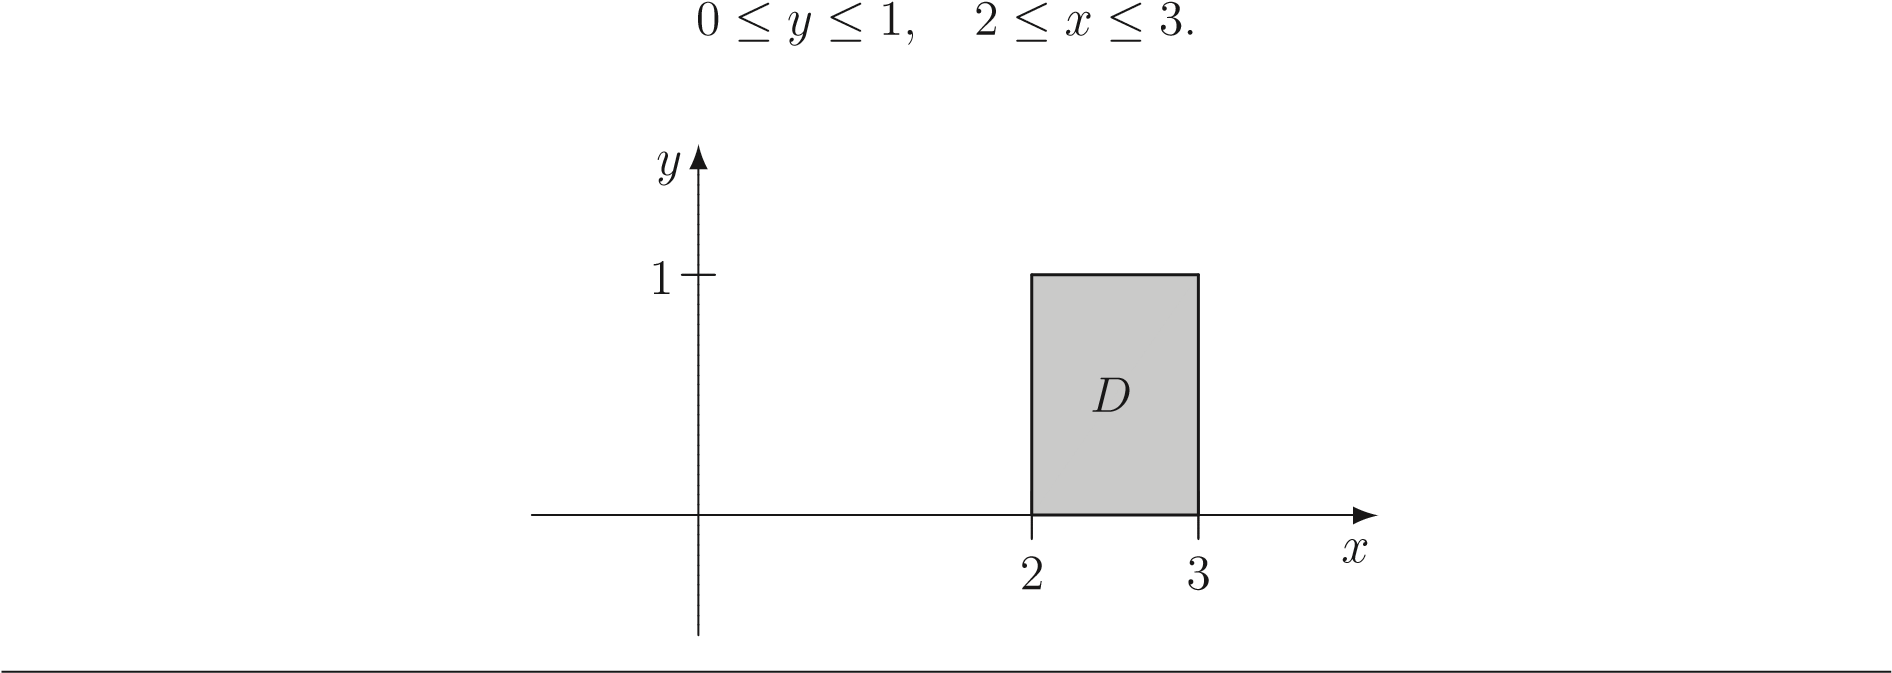 0 ≤ y ≤ 1, 2 ≤ x ≤ 3.
y
1
D
x
2 3